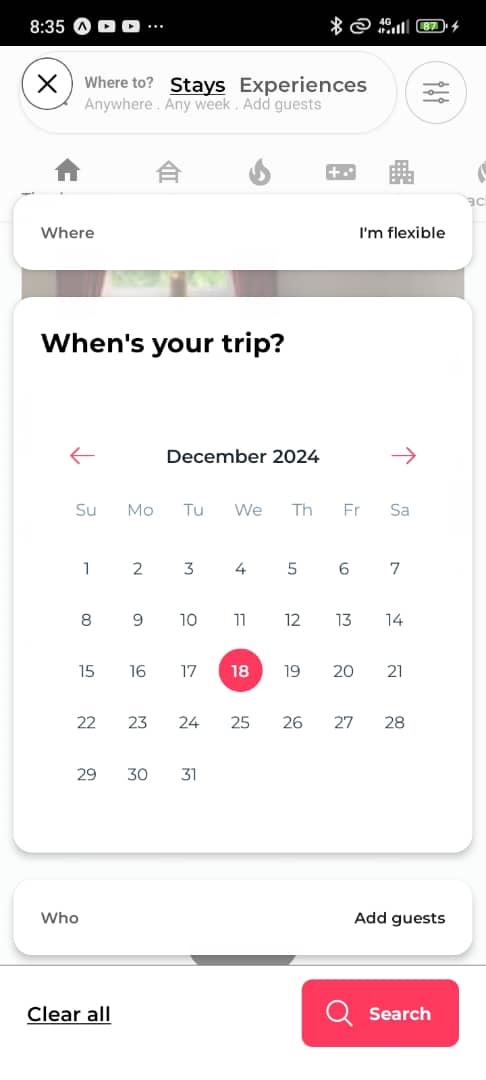 8:35 4G 87
Where to? Stays Experiences
Anywhere . Any week . Add guests
Where I'm flexible
When's your trip?
December 2024
Su Mo Tu We Th Fr Sa
1 2 3 4 5 6 7
8 9 10 11 12 13 14
15 16 17 18 19 20 21
22 23 24 25 26 27 28
29 30 31
Who Add guests
Clear all Search